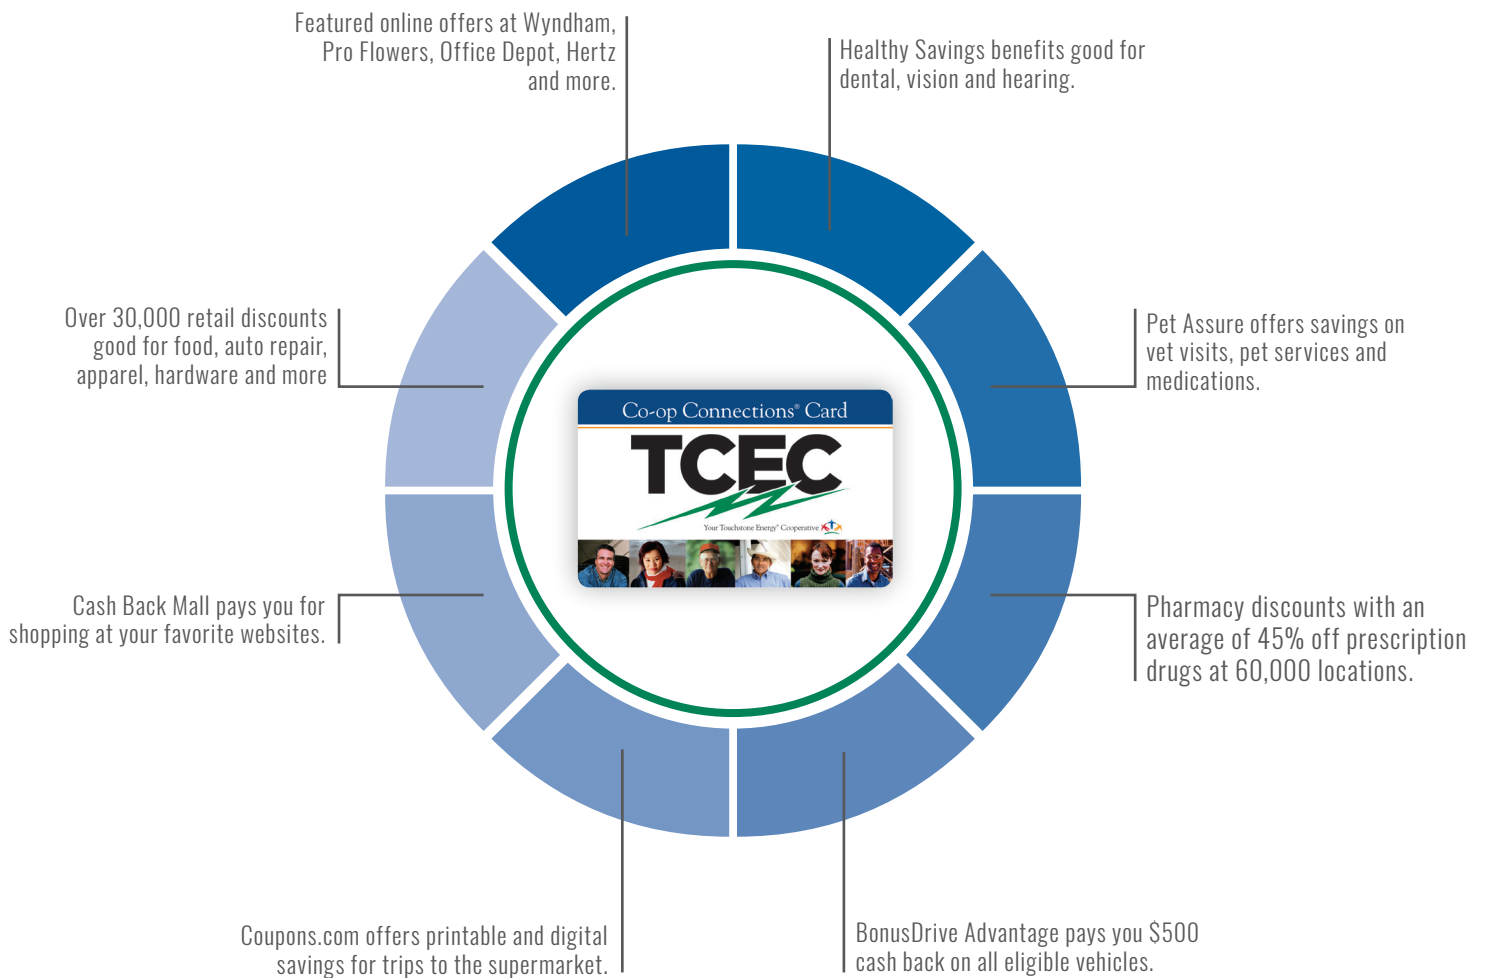 Featured online offers at Wyndham,
Pro Flowers, Office Depot, Hertz
and more.
Healthy Savings benefits good for
dental, vision and hearing.
Over 30,000 retail discounts
good for food, auto repair,
apparel, hardware and more
Pet Assure offers savings on
vet visits, pet services and
medications.
Co-op Connections® Card
TCEC
Your Touchstone Energy® Cooperative
Cash Back Mall pays you for
shopping at your favorite websites.
Pharmacy discounts with an
average of 45% off prescription
drugs at 60,000 locations.
Coupons.com offers printable and digital
savings for trips to the supermarket.
BonusDrive Advantage pays you $500
cash back on all eligible vehicles.